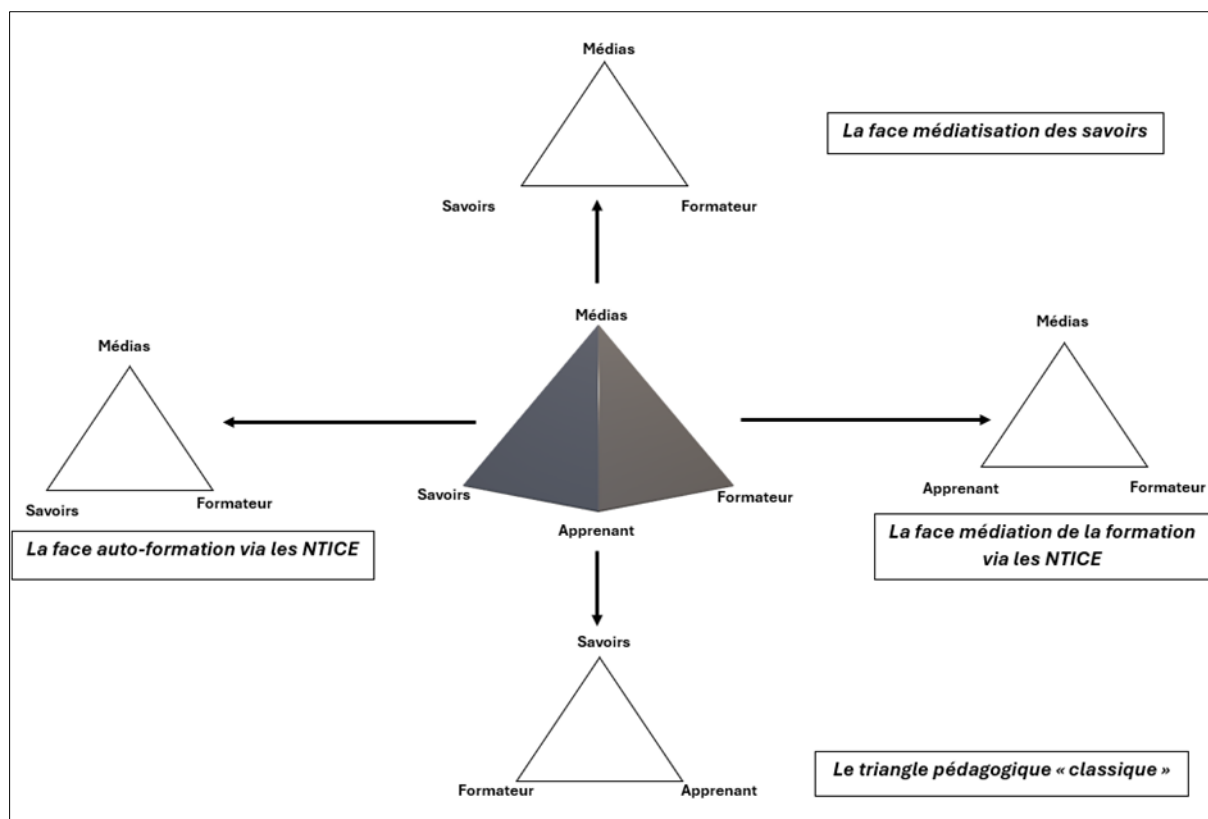 Médias
La face médiatisation des savoirs
Savoirs
Formateur
Médias
Savoirs
Formateur
Apprenant
Médias
Savoirs
Formateur
La face auto-formation via les NTICE
Médias
Apprenant
Formateur
La face médiation de la formation
via les NTICE
Savoirs
Formateur
Apprenant
Le triangle pédagogique « classique »